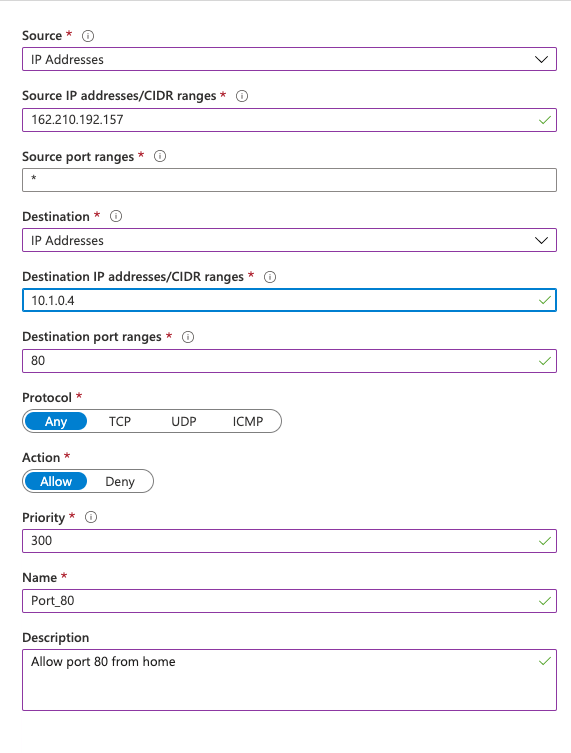 Source *
IP Addresses
Source IP addresses/CIDR ranges *
162.210.192.157
Source port ranges *
*
Destination *
IP Addresses
Destination IP addresses/CIDR ranges *
10.1.0.4
Destination port ranges *
80
Protocol *
Any TCP UDP ICMP
Action *
Allow Deny
Priority *
300
Name *
Port_80
Description
Allow port 80 from home